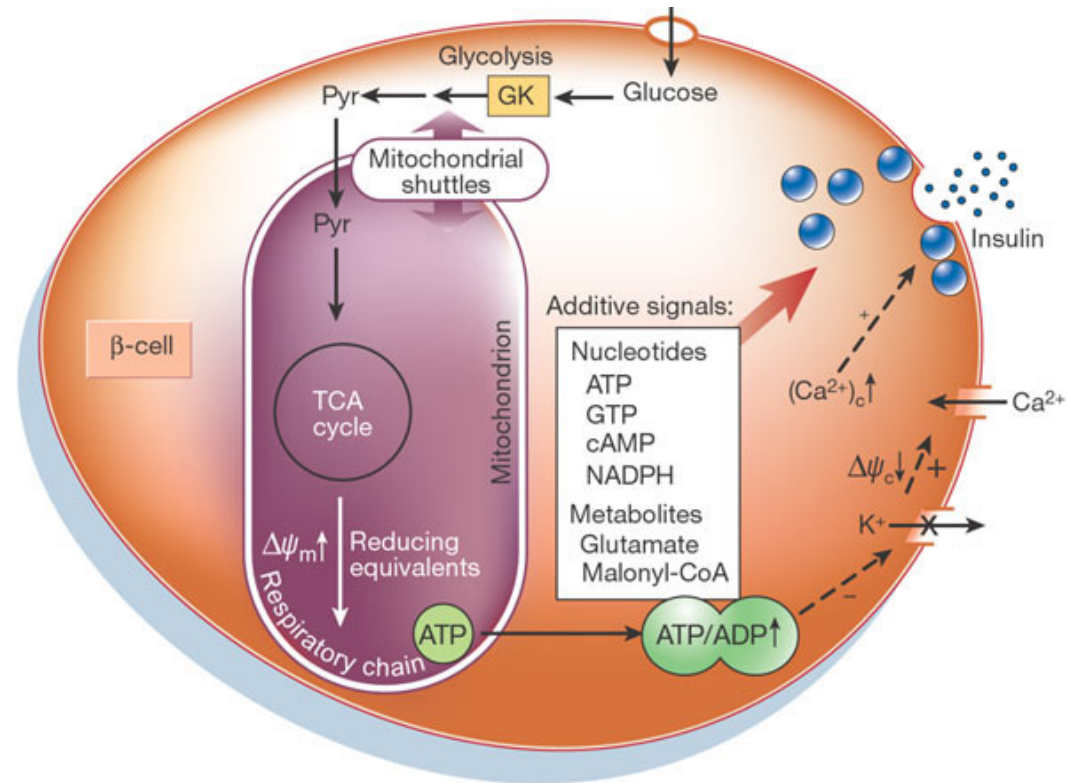 Glycolysis
Pyr
GK
Glucose
Mitochondrial
shuttles
Pyr
Insulin
Additive signals:
Nucleotides
ATP
GTP
cAMP
NADPH
Metabolites
Glutamate
Malonyl-CoA
β-cell
TCA
cycle
Mitochondrion
+
(Ca²⁺)c↑
Ca²⁺
Δψc↓ +
K⁺ X
−
Δψm↑
Reducing
equivalents
Respiratory chain
ATP
ATP/ADP↑